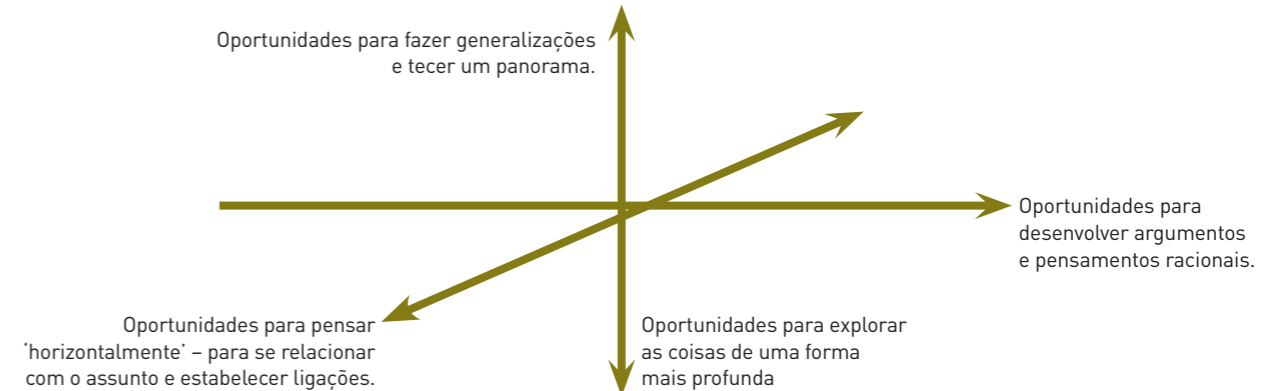 Oportunidades para fazer generalizações
e tecer um panorama.
Oportunidades para
desenvolver argumentos
e pensamentos racionais.
Oportunidades para pensar
‘horizontalmente’ – para se relacionar
com o assunto e estabelecer ligações.
Oportunidades para explorar
as coisas de uma forma
mais profunda